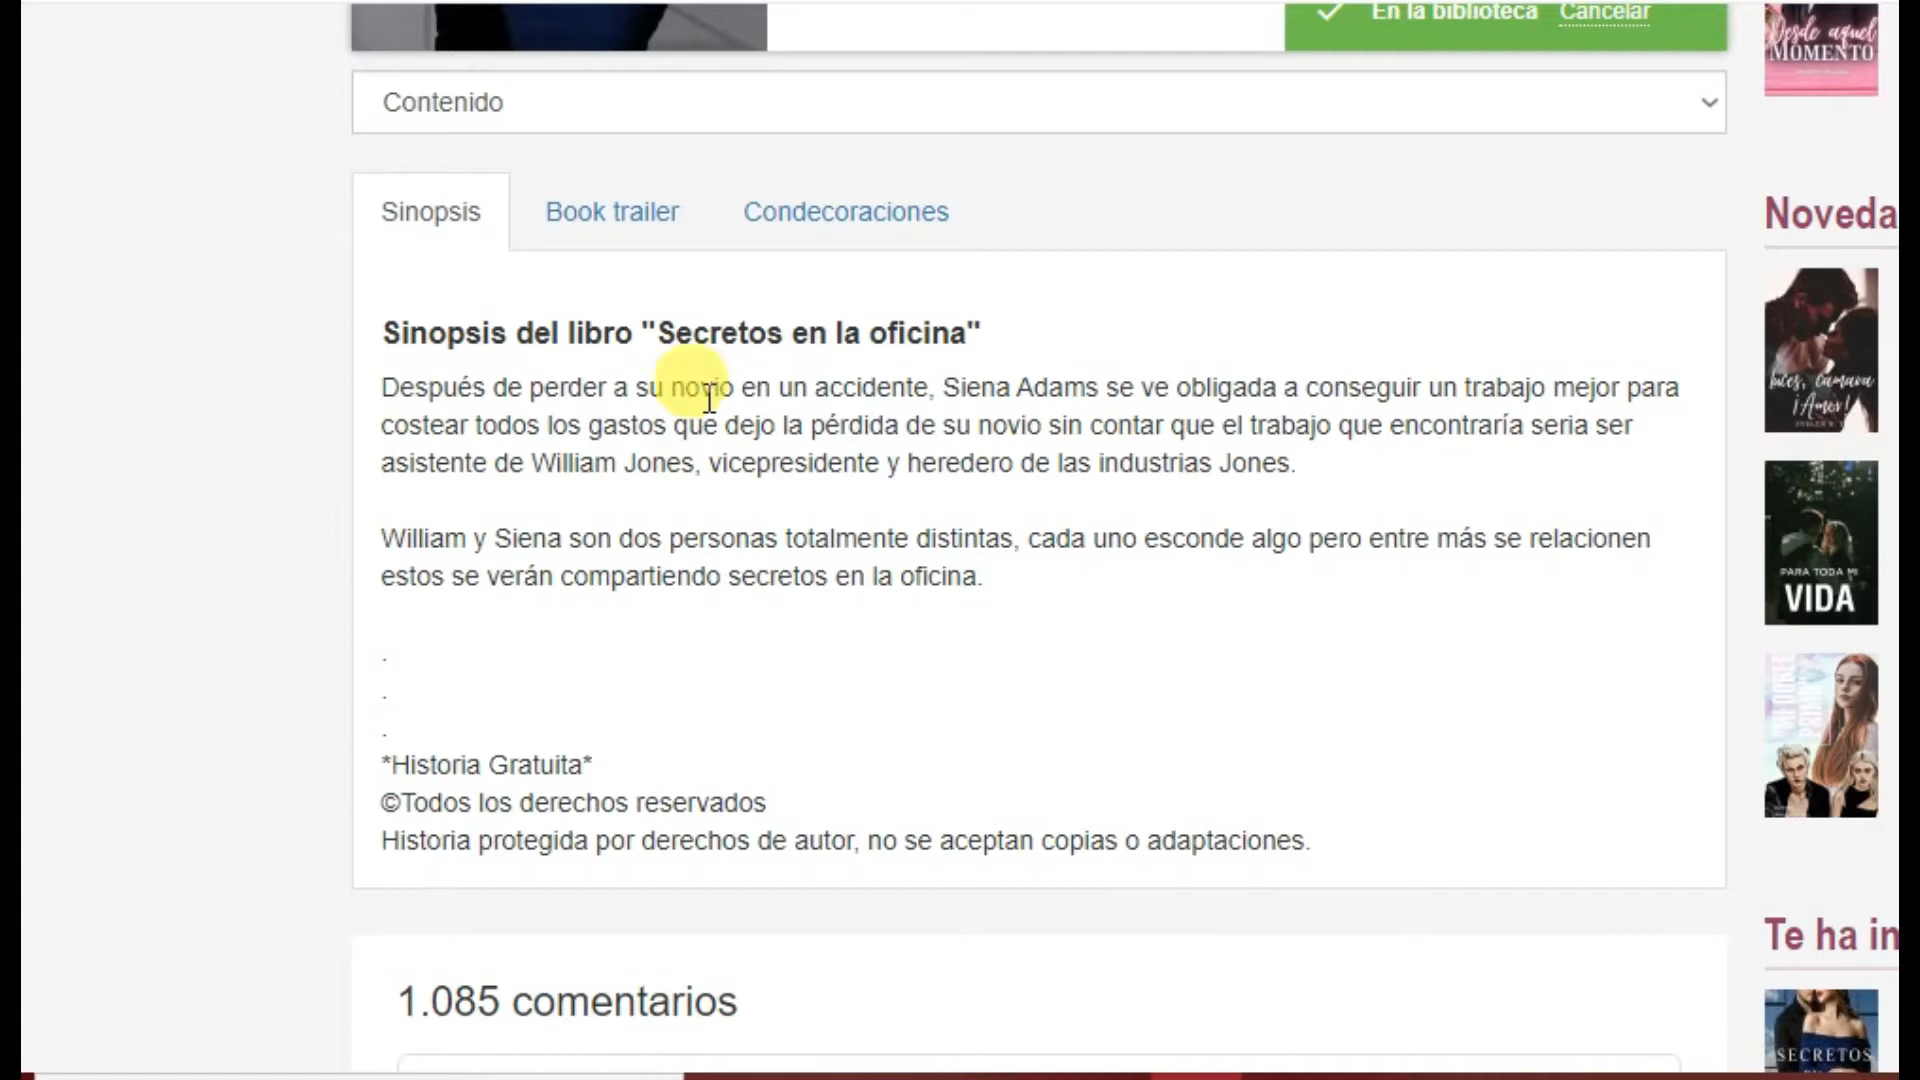 En la biblioteca Cancelar
Contenido
Sinopsis Book trailer Condecoraciones
Sinopsis del libro "Secretos en la oficina"
Después de perder a su novio en un accidente, Siena Adams se ve obligada a conseguir un trabajo mejor para
costear todos los gastos que dejo la pérdida de su novio sin contar que el trabajo que encontraría seria ser
asistente de William Jones, vicepresidente y heredero de las industrias Jones.
William y Siena son dos personas totalmente distintas, cada uno esconde algo pero entre más se relacionen
estos se verán compartiendo secretos en la oficina.
.
.
.
*Historia Gratuita*
©Todos los derechos reservados
Historia protegida por derechos de autor, no se aceptan copias o adaptaciones.
1.085 comentarios
Desde aquel
MOMENTO
Noveda
luces, camara
¡Amor!
PARA TODA MI
VIDA
Te ha in
SECRETOS